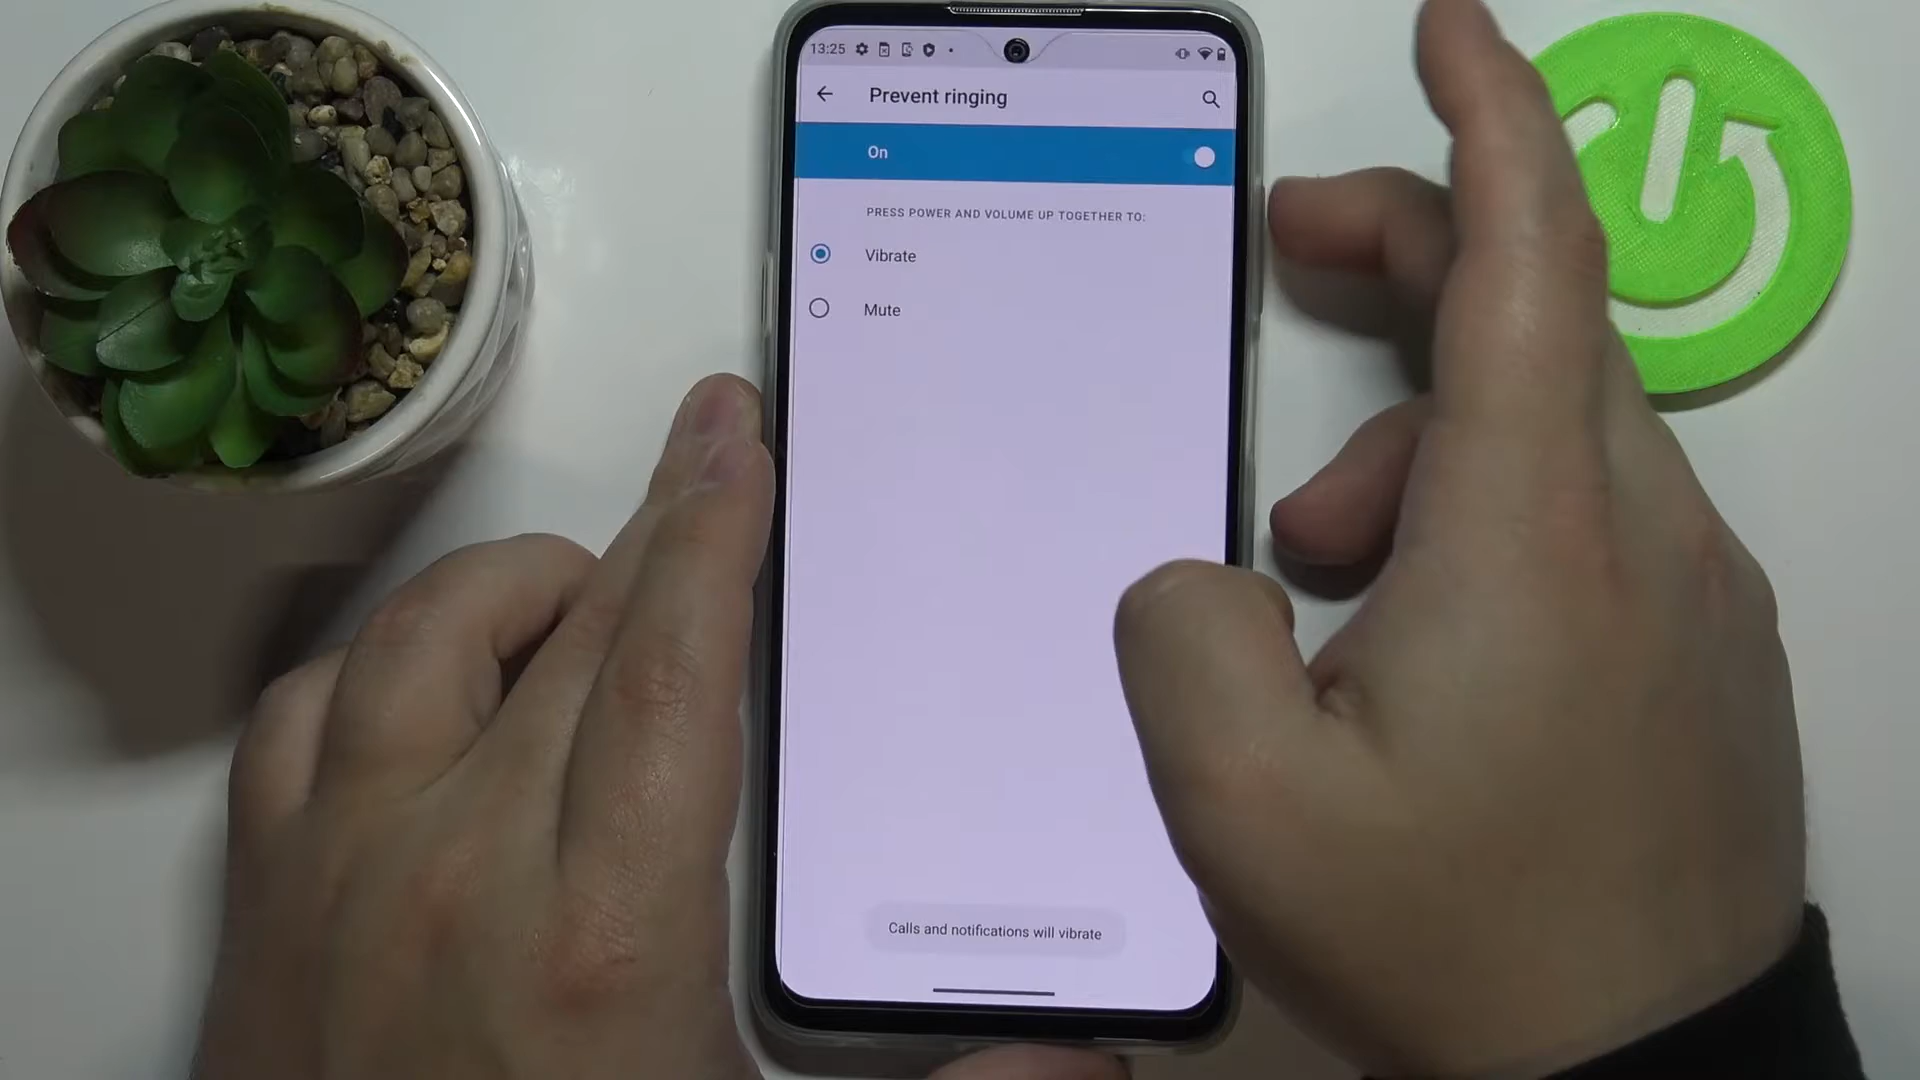 13:25
Prevent ringing
On
PRESS POWER AND VOLUME UP TOGETHER TO:
Vibrate
Mute
Calls and notifications will vibrate